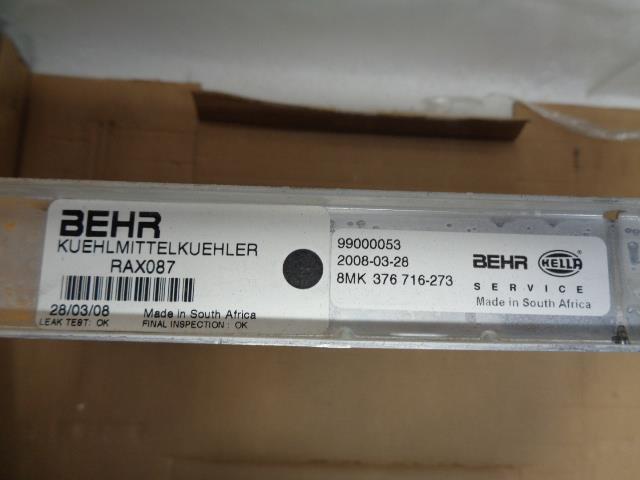 BEHR
KUEHLMITTELKUEHLER
RAX087
28/03/08 Made in South Africa
LEAK TEST: OK FINAL INSPECTION : OK
99000053
2008-03-28
8MK 376 716-273
BEHR HELLA
SERVICE
Made in South Africa